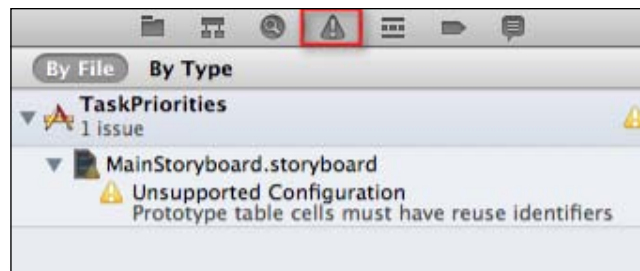 By File By Type
TaskPriorities
1 issue
MainStoryboard.storyboard
Unsupported Configuration
Prototype table cells must have reuse identifiers